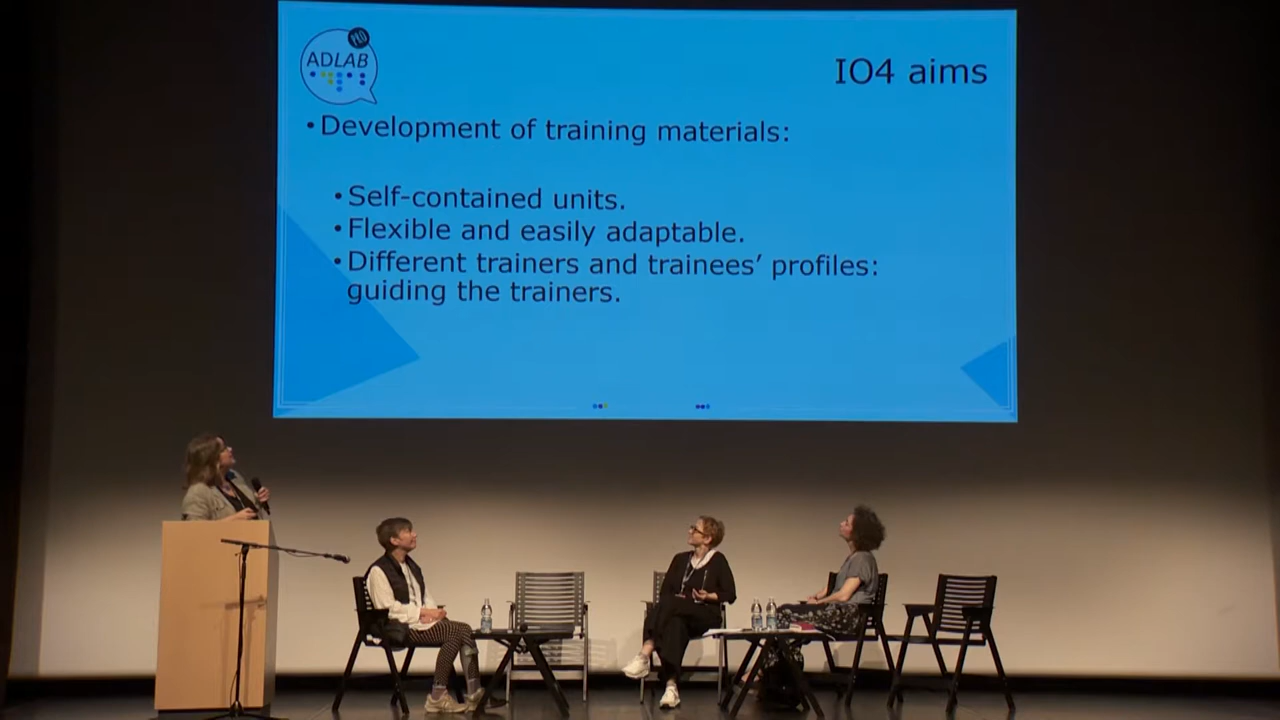 PRO
ADLAB
IO4 aims
• Development of training materials:
• Self-contained units.
• Flexible and easily adaptable.
• Different trainers and trainees’ profiles:
guiding the trainers.